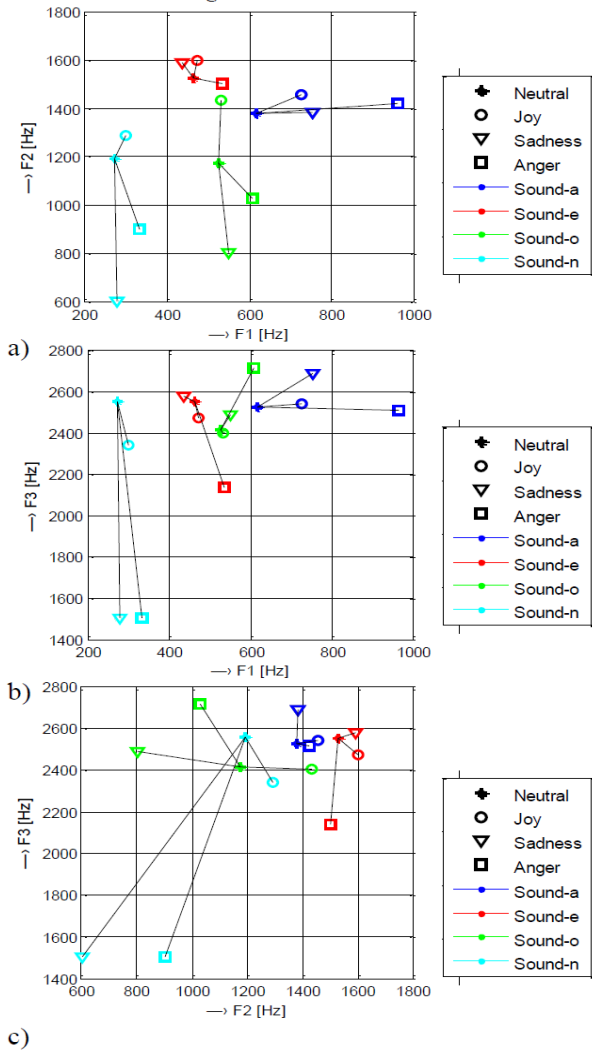 1800
1600
1400
1200
1000
800
600
—> F2 [Hz]
200 400 600 800 1000
—> F1 [Hz]
Neutral
Joy
Sadness
Anger
Sound-a
Sound-e
Sound-o
Sound-n
a)
2800
2600
2400
2200
2000
1800
1600
1400
—> F3 [Hz]
200 400 600 800 1000
—> F1 [Hz]
Neutral
Joy
Sadness
Anger
Sound-a
Sound-e
Sound-o
Sound-n
b)
2800
2600
2400
2200
2000
1800
1600
1400
—> F3 [Hz]
600 800 1000 1200 1400 1600 1800
—> F2 [Hz]
Neutral
Joy
Sadness
Anger
Sound-a
Sound-e
Sound-o
Sound-n
c)